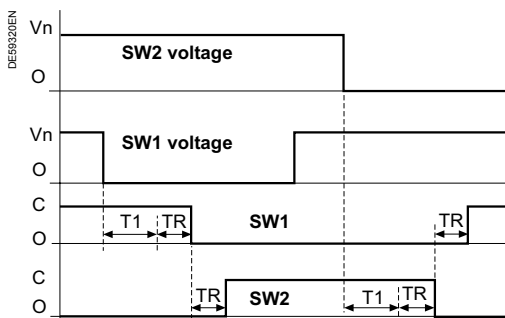 DE59320EN
Vn
SW2 voltage
O
Vn
SW1 voltage
O
C
T1 TR SW1 TR
O
C
TR SW2 T1 TR
O